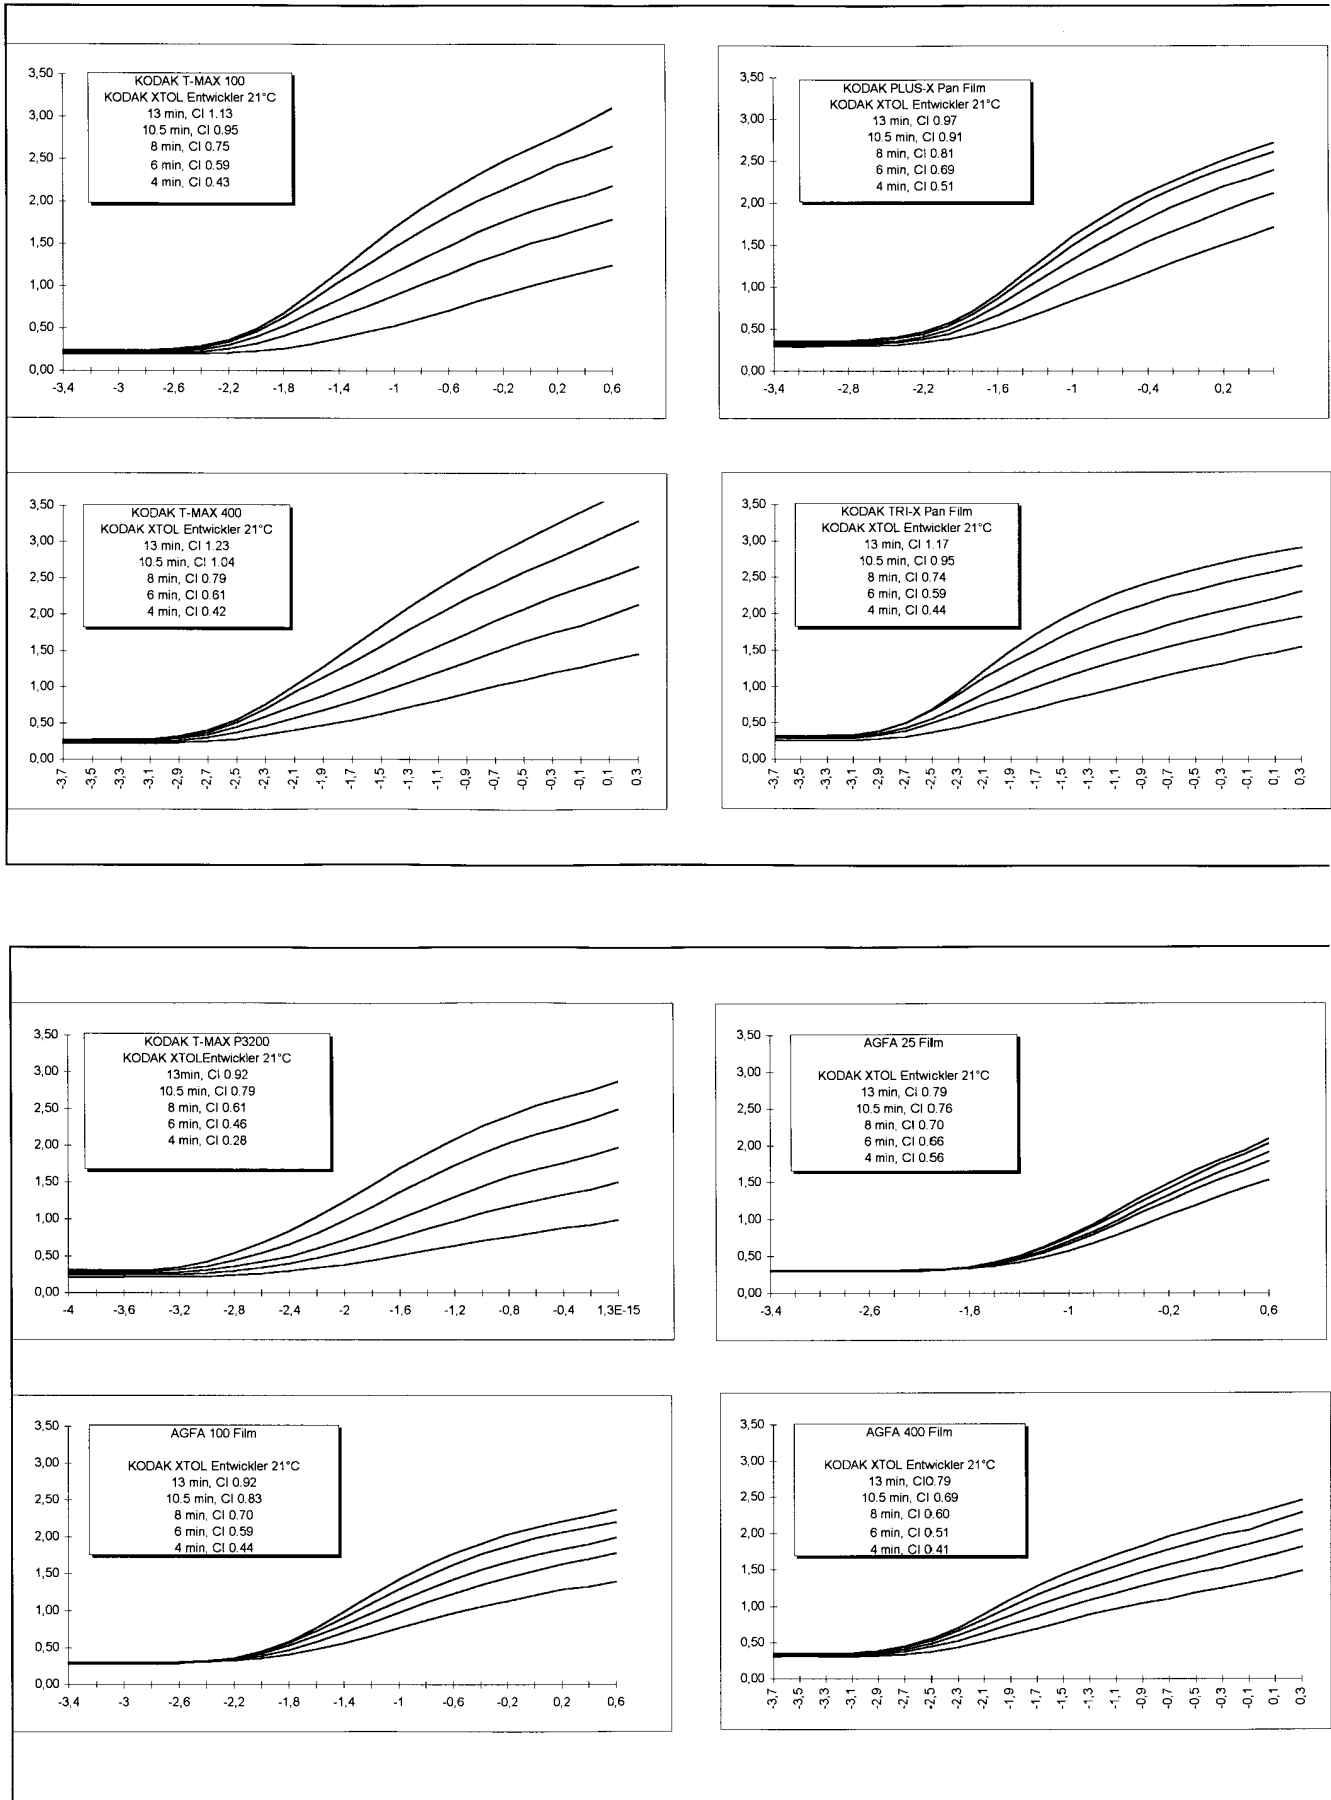 KODAK T-MAX 100
KODAK XTOL Entwickler 21°C
13 min, CI 1.13
10.5 min, CI 0.95
8 min, CI 0.75
6 min, CI 0.59
4 min, CI 0.43
3,50
3,00
2,50
2,00
1,50
1,00
0,50
0,00
-3,4 -3 -2,6 -2,2 -1,8 -1,4 -1 -0,6 -0,2 0,2 0,6
KODAK PLUS-X Pan Film
KODAK XTOL Entwickler 21°C
13 min, CI 0.97
10.5 min, CI 0.91
8 min, CI 0.81
6 min, CI 0.69
4 min, CI 0.51
3,50
3,00
2,50
2,00
1,50
1,00
0,50
0,00
-3,4 -2,8 -2,2 -1,6 -1 -0,4 0,2
KODAK T-MAX 400
KODAK XTOL Entwickler 21°C
13 min, CI 1.23
10.5 min, CI 1.04
8 min, CI 0.79
6 min, CI 0.61
4 min, CI 0.42
3,50
3,00
2,50
2,00
1,50
1,00
0,50
0,00
-3,7 -3,5 -3,3 -3,1 -2,9 -2,7 -2,5 -2,3 -2,1 -1,9 -1,7 -1,5 -1,3 -1,1 -0,9 -0,7 -0,5 -0,3 -0,1 0,1 0,3
KODAK TRI-X Pan Film
KODAK XTOL Entwickler 21°C
13 min, CI 1.17
10.5 min, CI 0.95
8 min, CI 0.74
6 min, CI 0.59
4 min, CI 0.44
3,50
3,00
2,50
2,00
1,50
1,00
0,50
0,00
-3,7 -3,5 -3,3 -3,1 -2,9 -2,7 -2,5 -2,3 -2,1 -1,9 -1,7 -1,5 -1,3 -1,1 -0,9 -0,7 -0,5 -0,3 -0,1 0,1 0,3
KODAK T-MAX P3200
KODAK XTOLEntwickler 21°C
13min, CI 0.92
10.5 min, CI 0.79
8 min, CI 0.61
6 min, CI 0.46
4 min, CI 0.28
3,50
3,00
2,50
2,00
1,50
1,00
0,50
0,00
-4 -3,6 -3,2 -2,8 -2,4 -2 -1,6 -1,2 -0,8 -0,4 1,3E-15
AGFA 25 Film
KODAK XTOL Entwickler 21°C
13 min, CI 0.79
10.5 min, CI 0.76
8 min, CI 0.70
6 min, CI 0.66
4 min, CI 0.56
3,50
3,00
2,50
2,00
1,50
1,00
0,50
0,00
-3,4 -2,6 -1,8 -1 -0,2 0,6
AGFA 100 Film
KODAK XTOL Entwickler 21°C
13 min, CI 0.92
10.5 min, CI 0.83
8 min, CI 0.70
6 min, CI 0.59
4 min, CI 0.44
3,50
3,00
2,50
2,00
1,50
1,00
0,50
0,00
-3,4 -3 -2,6 -2,2 -1,8 -1,4 -1 -0,6 -0,2 0,2 0,6
AGFA 400 Film
KODAK XTOL Entwickler 21°C
13 min, CI0.79
10.5 min, CI 0.69
8 min, CI 0.60
6 min, CI 0.51
4 min, CI 0.41
3,50
3,00
2,50
2,00
1,50
1,00
0,50
0,00
-3,7 -3,5 -3,3 -3,1 -2,9 -2,7 -2,5 -2,3 -2,1 -1,9 -1,7 -1,5 -1,3 -1,1 -0,9 -0,7 -0,5 -0,3 -0,1 0,1 0,3